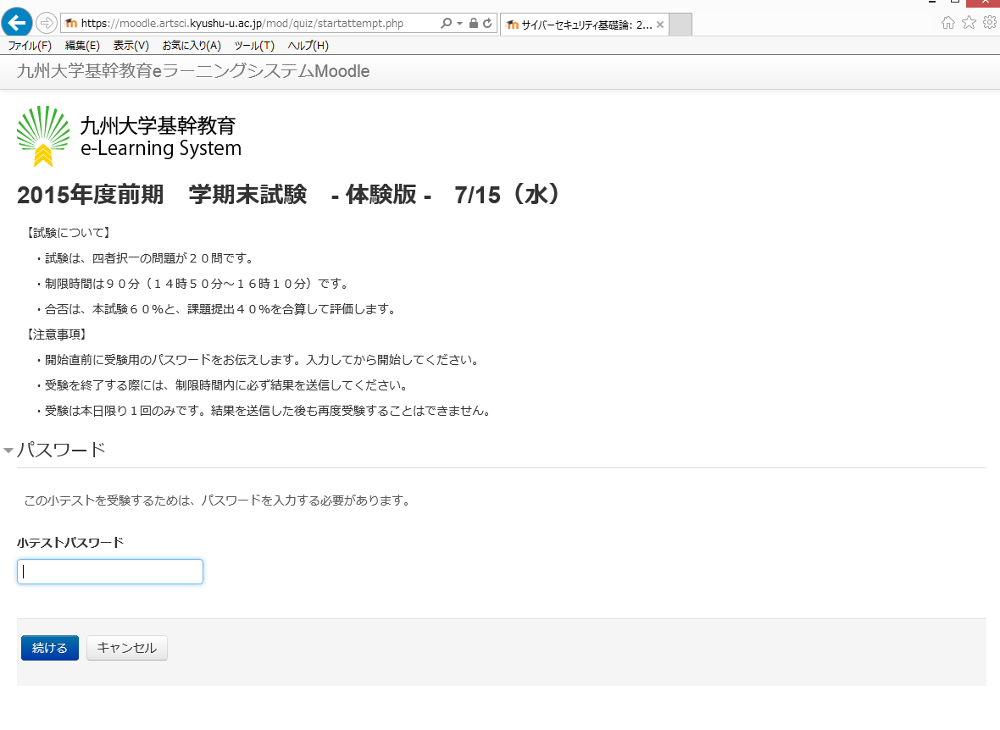 https://moodle.artsci.kyushu-u.ac.jp/mod/quiz/startattempt.php
サイバーセキュリティ基礎論: 2...
ファイル(F) 編集(E) 表示(V) お気に入り(A) ツール(T) ヘルプ(H)
九州大学基幹教育eラーニングシステムMoodle
九州大学基幹教育
e-Learning System
2015年度前期　学期末試験　- 体験版 -　7/15（水）
【試験について】
・試験は、四者択一の問題が２０問です。
・制限時間は９０分（１４時５０分～１６時１０分）です。
・合否は、本試験６０％と、課題提出４０％を合算して評価します。
【注意事項】
・開始直前に受験用のパスワードをお伝えします。入力してから開始してください。
・受験を終了する際には、制限時間内に必ず結果を送信してください。
・受験は本日限り１回のみです。結果を送信した後も再度受験することはできません。
パスワード
この小テストを受験するためは、パスワードを入力する必要があります。
小テストパスワード
続ける キャンセル